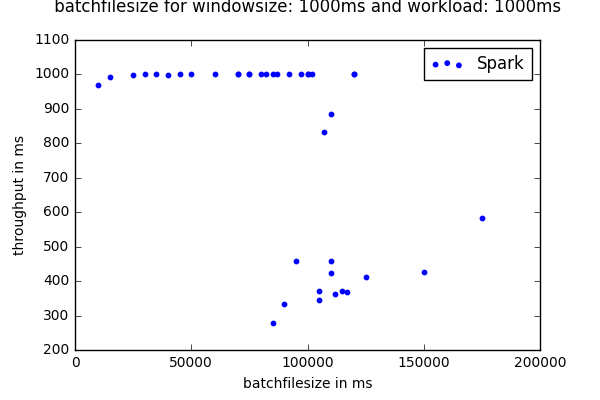 batchfilesize for windowsize: 1000ms and workload: 1000ms
1100
1000
900
800
700
600
500
400
300
200
throughput in ms
Spark
0 50000 100000 150000 200000
batchfilesize in ms